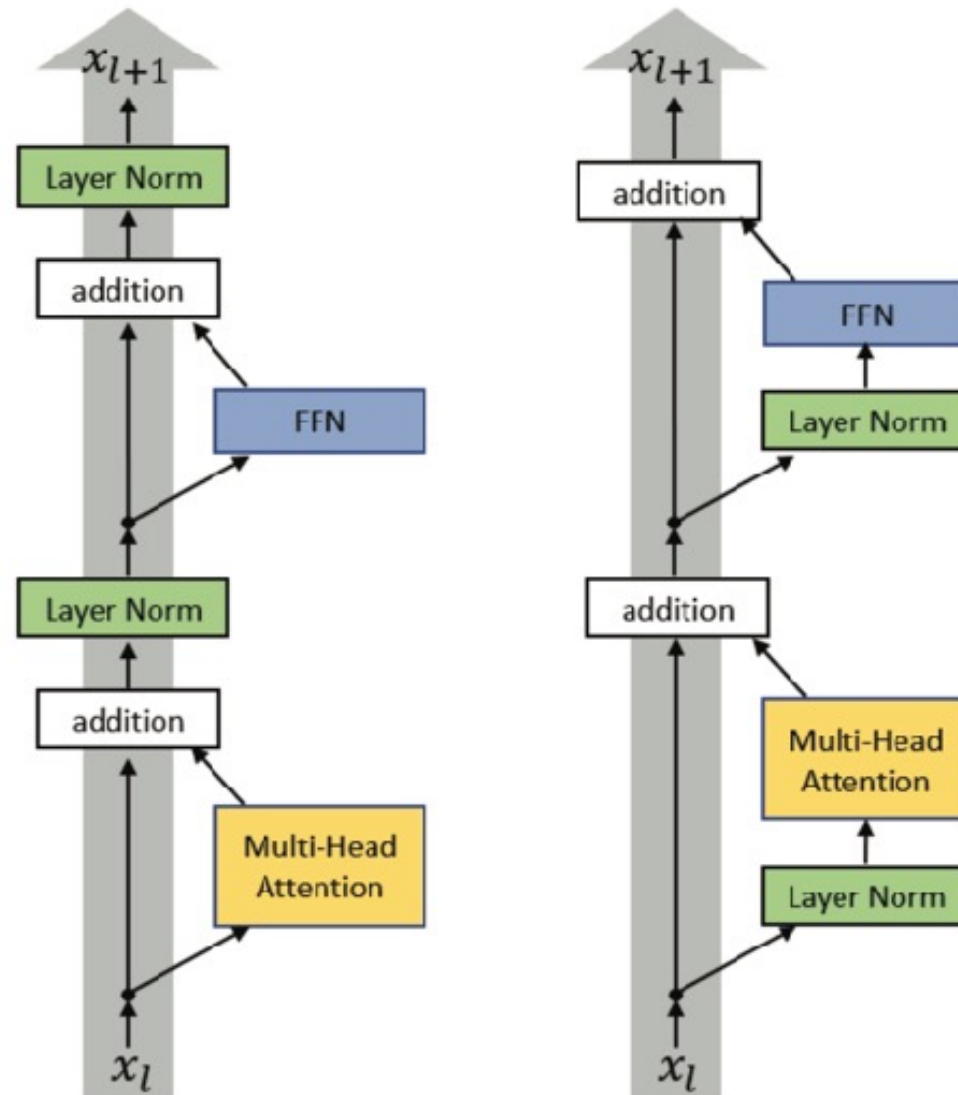 x_{l+1}
Layer Norm
addition
FFN
Layer Norm
addition
Multi-Head
Attention
x_l
x_{l+1}
addition
FFN
Layer Norm
addition
Multi-Head
Attention
Layer Norm
x_l